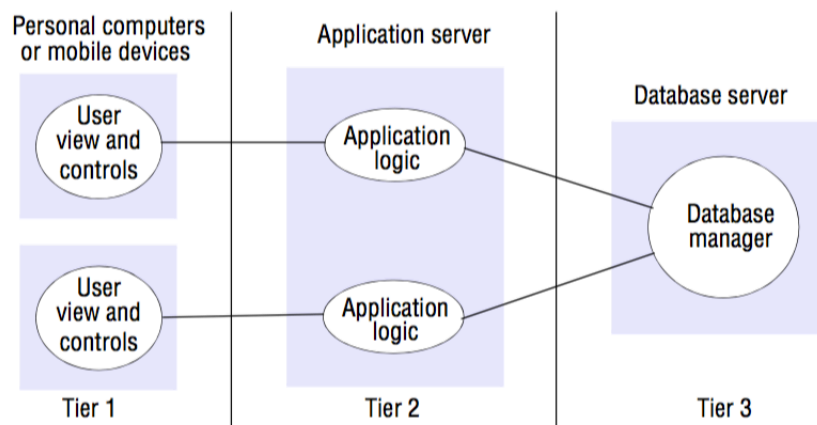 Personal computers
or mobile devices
Application server
Database server
User
view and
controls
Application
logic
Database
manager
User
view and
controls
Application
logic
Tier 1
Tier 2
Tier 3